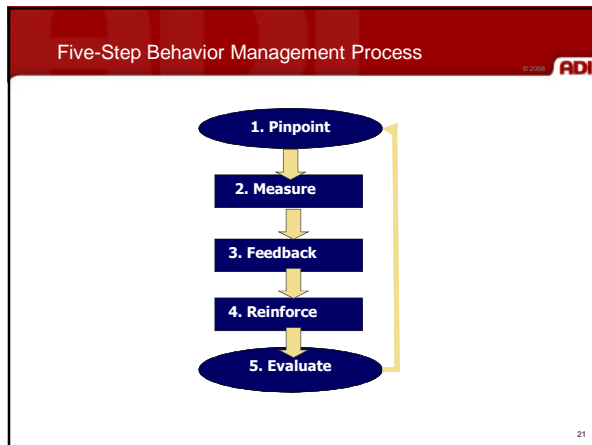 Five-Step Behavior Management Process
© 2008 ADI
1. Pinpoint
2. Measure
3. Feedback
4. Reinforce
5. Evaluate
21